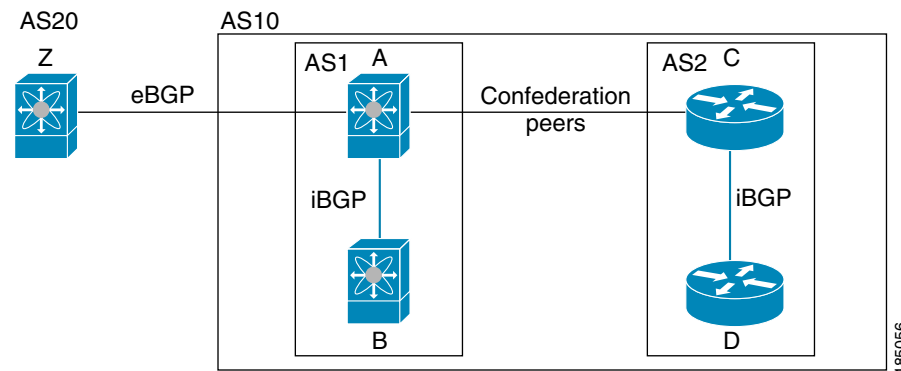 AS20
AS10
Z
AS1
A
AS2
C
eBGP
Confederation
peers
iBGP
iBGP
B
D
185056